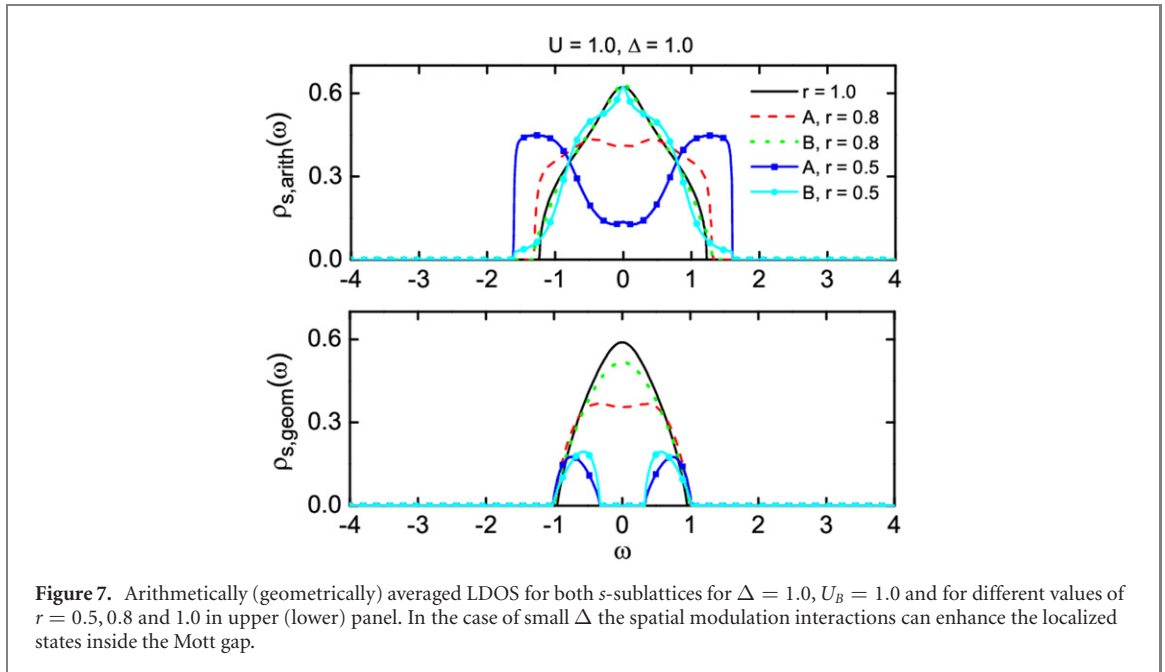 U = 1.0, Δ = 1.0
ρs,arith(ω)
0.6
0.3
0.0
r = 1.0
A, r = 0.8
B, r = 0.8
A, r = 0.5
B, r = 0.5
-4 -3 -2 -1 0 1 2 3 4
ρs,geom(ω)
0.6
0.3
0.0
-4 -3 -2 -1 0 1 2 3 4
ω
Figure 7. Arithmetically (geometrically) averaged LDOS for both s-sublattices for Δ = 1.0, UB = 1.0 and for different values of
r = 0.5, 0.8 and 1.0 in upper (lower) panel. In the case of small Δ the spatial modulation interactions can enhance the localized
states inside the Mott gap.